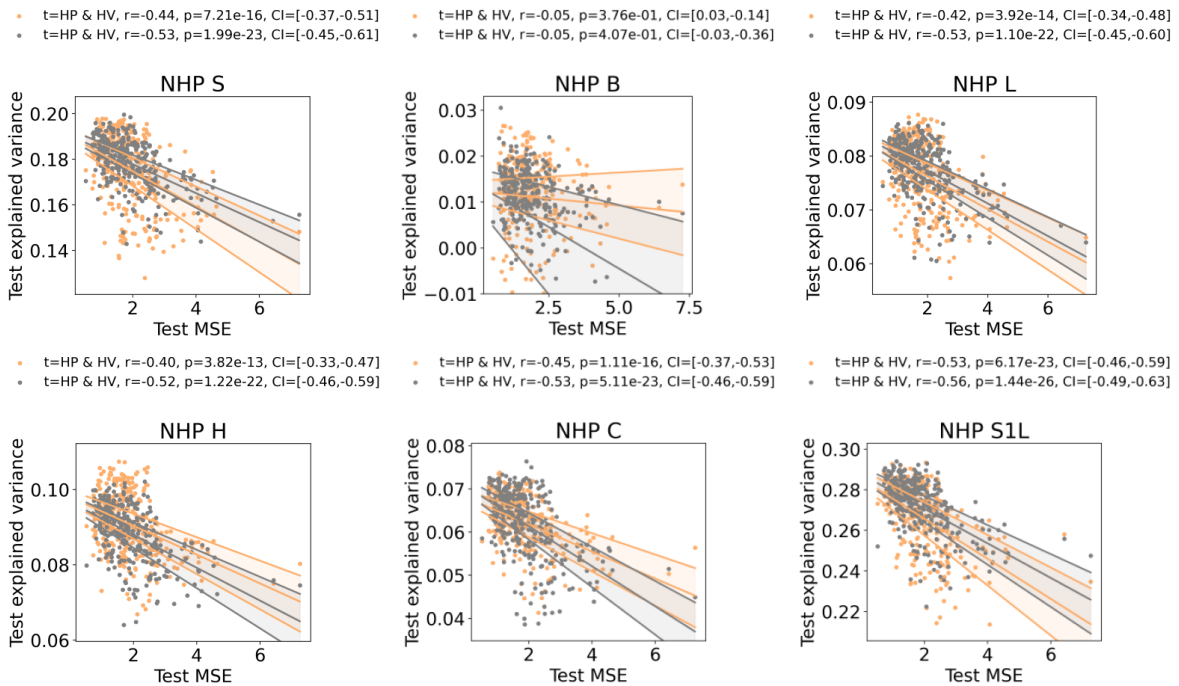 t=HP & HV, r=-0.44, p=7.21e-16, CI=[-0.37,-0.51]
t=HP & HV, r=-0.53, p=1.99e-23, CI=[-0.45,-0.61]
NHP S
Test explained variance
0.20
0.18
0.16
0.14
2 4 6
Test MSE
t=HP & HV, r=-0.05, p=3.76e-01, CI=[0.03,-0.14]
t=HP & HV, r=-0.05, p=4.07e-01, CI=[-0.03,-0.36]
NHP B
Test explained variance
0.03
0.02
0.01
0.00
−0.01
2.5 5.0 7.5
Test MSE
t=HP & HV, r=-0.42, p=3.92e-14, CI=[-0.34,-0.48]
t=HP & HV, r=-0.53, p=1.10e-22, CI=[-0.45,-0.60]
NHP L
Test explained variance
0.09
0.08
0.07
0.06
2 4 6
Test MSE
t=HP & HV, r=-0.40, p=3.82e-13, CI=[-0.33,-0.47]
t=HP & HV, r=-0.52, p=1.22e-22, CI=[-0.46,-0.59]
NHP H
Test explained variance
0.10
0.08
0.06
2 4 6
Test MSE
t=HP & HV, r=-0.45, p=1.11e-16, CI=[-0.37,-0.53]
t=HP & HV, r=-0.53, p=5.11e-23, CI=[-0.46,-0.59]
NHP C
Test explained variance
0.08
0.07
0.06
0.05
0.04
2 4 6
Test MSE
t=HP & HV, r=-0.53, p=6.17e-23, CI=[-0.46,-0.59]
t=HP & HV, r=-0.56, p=1.44e-26, CI=[-0.49,-0.63]
NHP S1L
Test explained variance
0.30
0.28
0.26
0.24
0.22
2 4 6
Test MSE